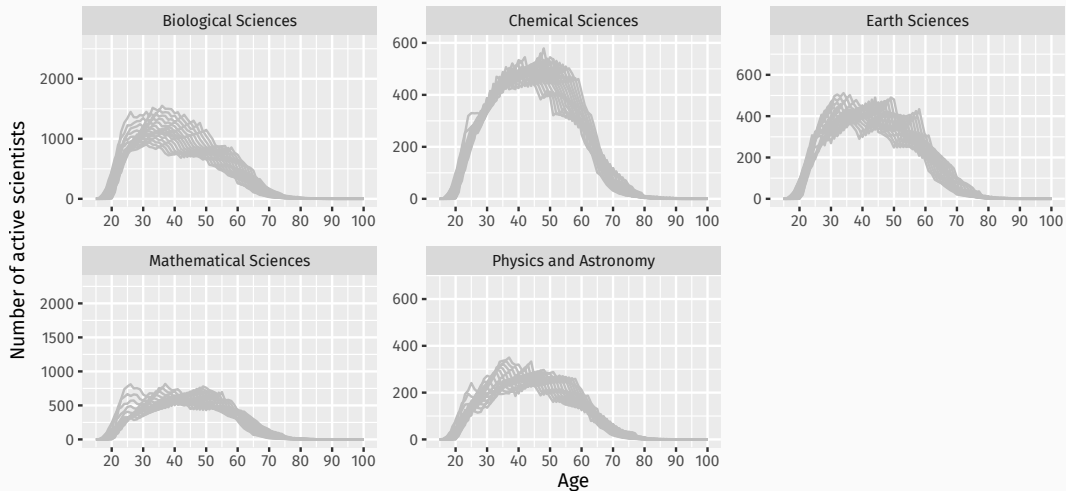 Biological Sciences
Chemical Sciences
Earth Sciences
2000
1000
0
600
400
200
0
600
400
200
0
20 30 40 50 60 70 80 90 100
20 30 40 50 60 70 80 90 100
20 30 40 50 60 70 80 90 100
Number of active scientists
Mathematical Sciences
Physics and Astronomy
2000
1500
1000
500
0
600
400
200
0
20 30 40 50 60 70 80 90 100
20 30 40 50 60 70 80 90 100
Age